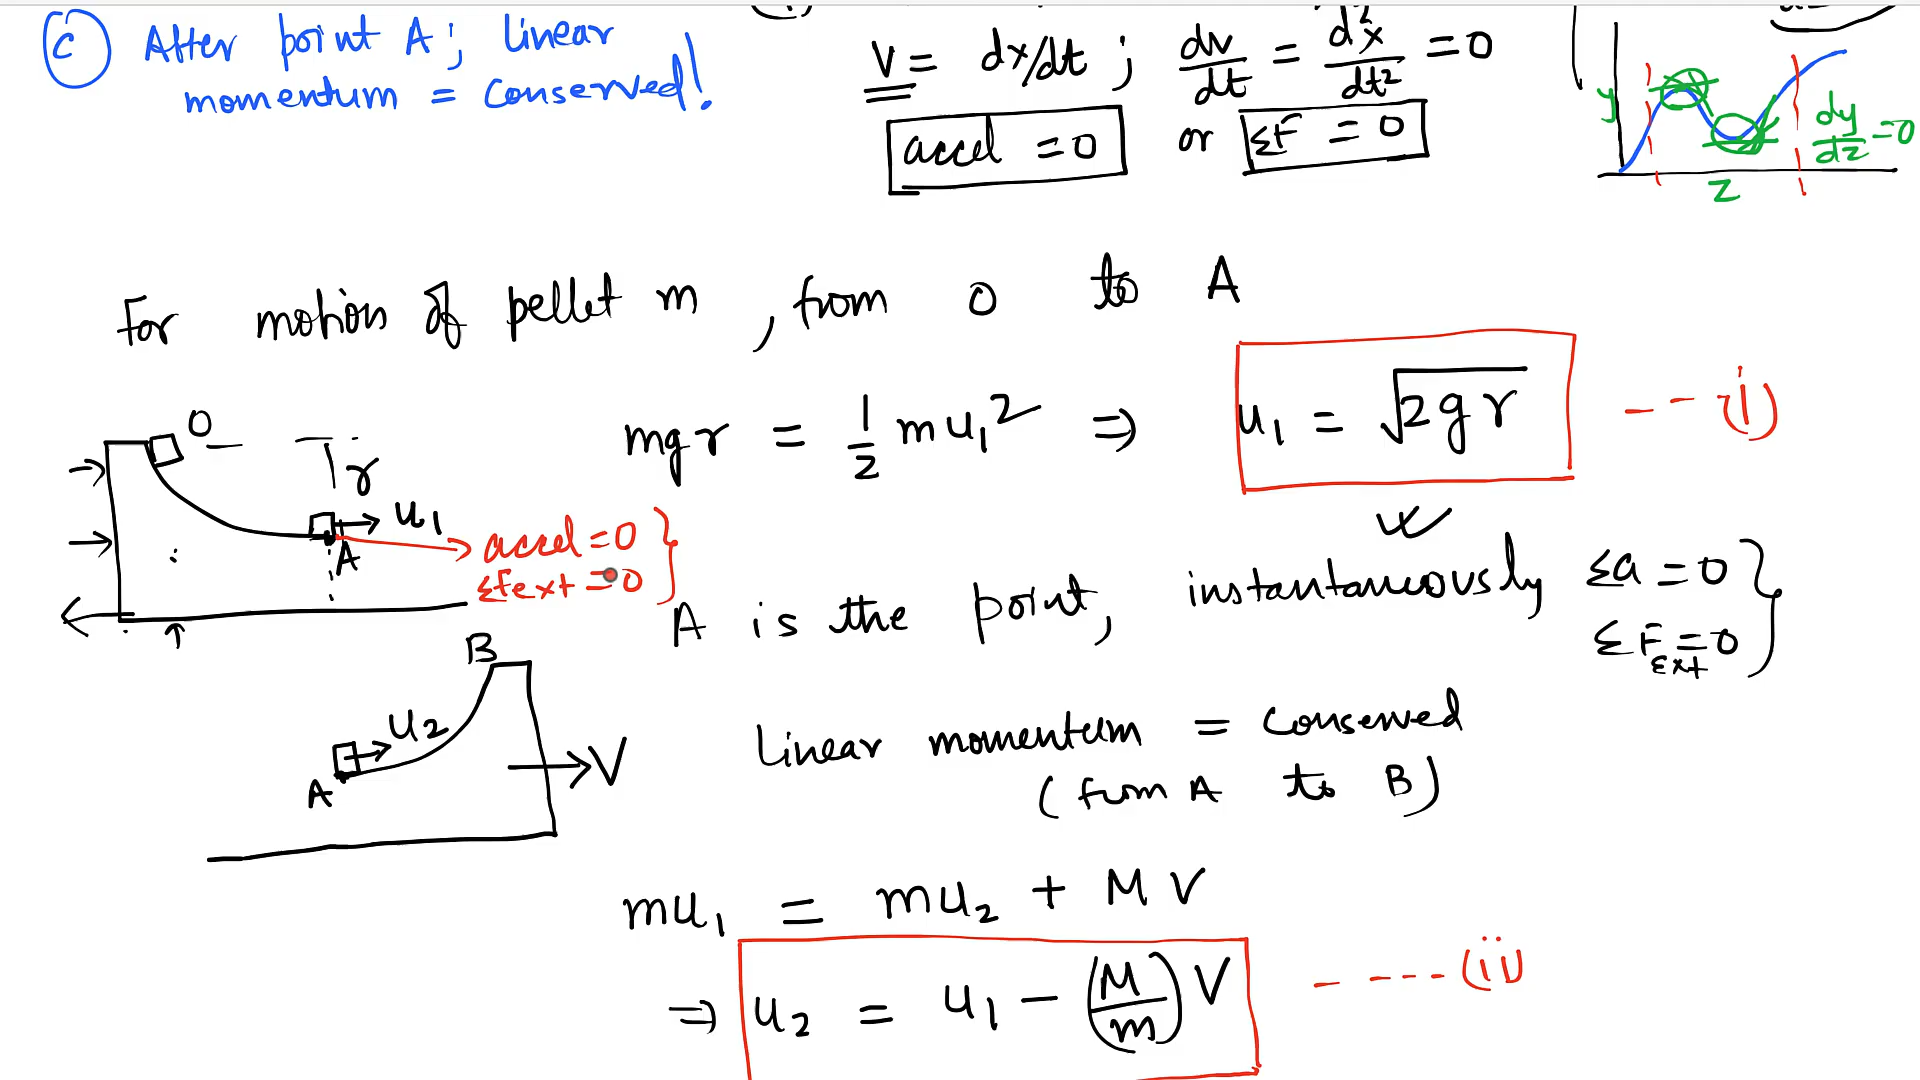 (c) After point A; linear
momentum = conserved!
V = dx/dt ; dv/dt = d²x/dt² = 0
accel = 0 or ΣF = 0
y
dy/dz = 0
z
For motion of pellet m, from O to A
mgr = 1/2 mu₁² ⇒ u₁ = √2gr --(i)
O
r
u₁
A
accel = 0
ΣFext = 0
A is the point, instantaneously Σa = 0
ΣFExt = 0
B
u₂
A
V
Linear momentum = conserved
(from A to B)
mu₁ = mu₂ + MV
⇒ u₂ = u₁ - (M/m)V ----(ii)